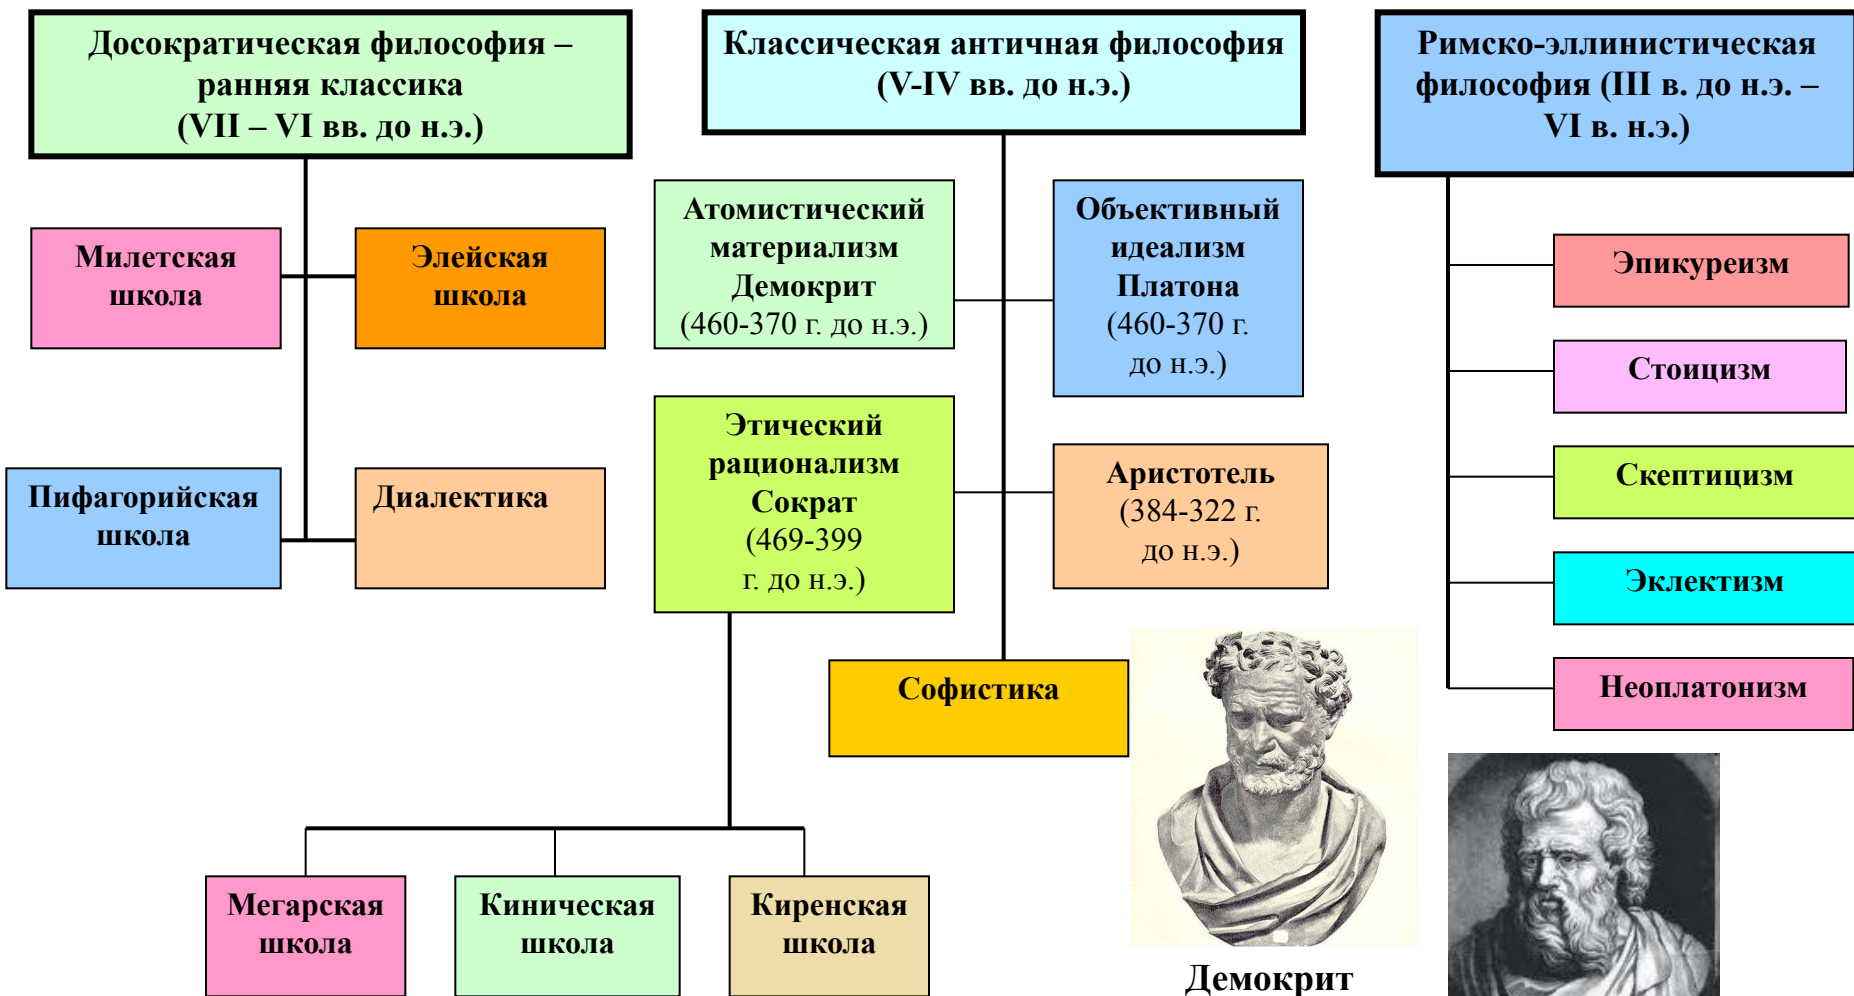 Досократическая философия –
ранняя классика
(VII – VI вв. до н.э.)
Милетская
школа
Элейская
школа
Пифагорийская
школа
Диалектика
Классическая античная философия
(V-IV вв. до н.э.)
Атомистический
материализм
Демокрит
(460-370 г. до н.э.)
Объективный
идеализм
Платона
(460-370 г.
до н.э.)
Этический
рационализм
Сократ
(469-399
г. до н.э.)
Аристотель
(384-322 г.
до н.э.)
Софистика
Мегарская
школа
Киническая
школа
Киренская
школа
Римско-эллинистическая
философия (III в. до н.э. –
VI в. н.э.)
Эпикуреизм
Стоицизм
Скептицизм
Эклектизм
Неоплатонизм
Демокрит